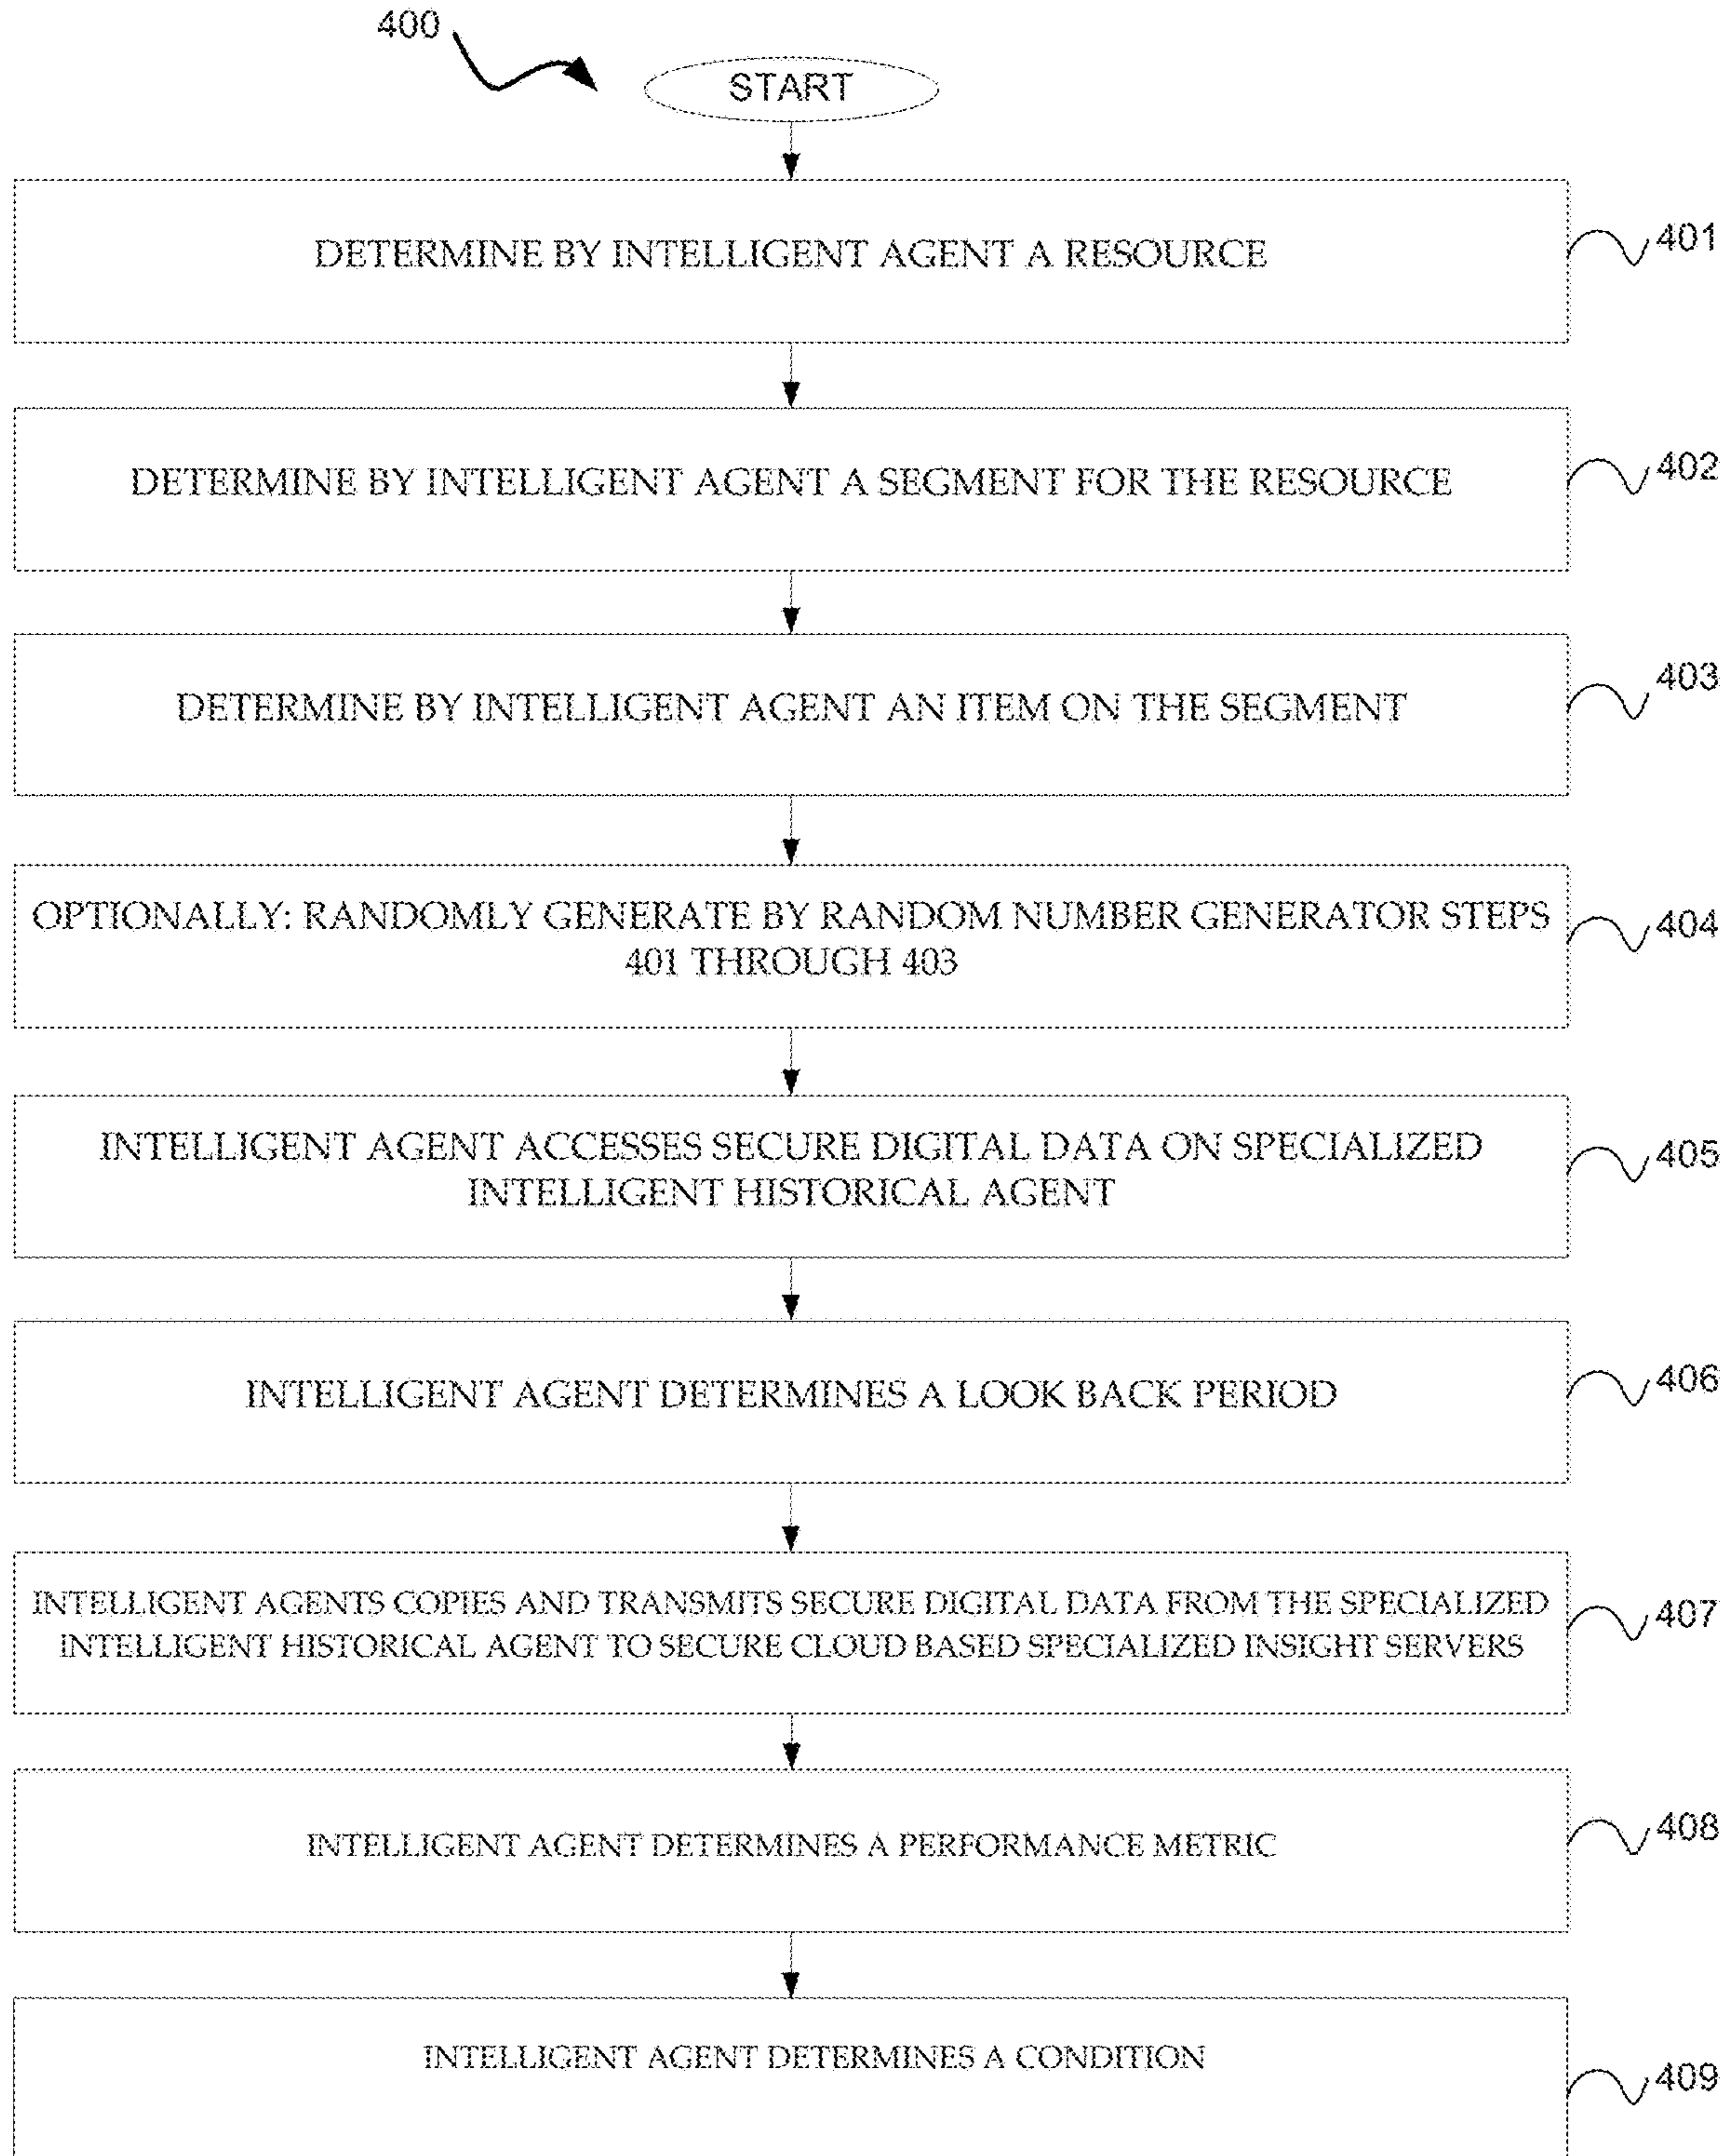 400
START
DETERMINE BY INTELLIGENT AGENT A RESOURCE
401
DETERMINE BY INTELLIGENT AGENT A SEGMENT FOR THE RESOURCE
402
DETERMINE BY INTELLIGENT AGENT AN ITEM ON THE SEGMENT
403
OPTIONALLY: RANDOMLY GENERATE BY RANDOM NUMBER GENERATOR STEPS
401 THROUGH 403
404
INTELLIGENT AGENT ACCESSES SECURE DIGITAL DATA ON SPECIALIZED
INTELLIGENT HISTORICAL AGENT
405
INTELLIGENT AGENT DETERMINES A LOOK BACK PERIOD
406
INTELLIGENT AGENTS COPIES AND TRANSMITS SECURE DIGITAL DATA FROM THE SPECIALIZED
INTELLIGENT HISTORICAL AGENT TO SECURE CLOUD BASED SPECIALIZED INSIGHT SERVERS
407
INTELLIGENT AGENT DETERMINES A PERFORMANCE METRIC
408
INTELLIGENT AGENT DETERMINES A CONDITION
409